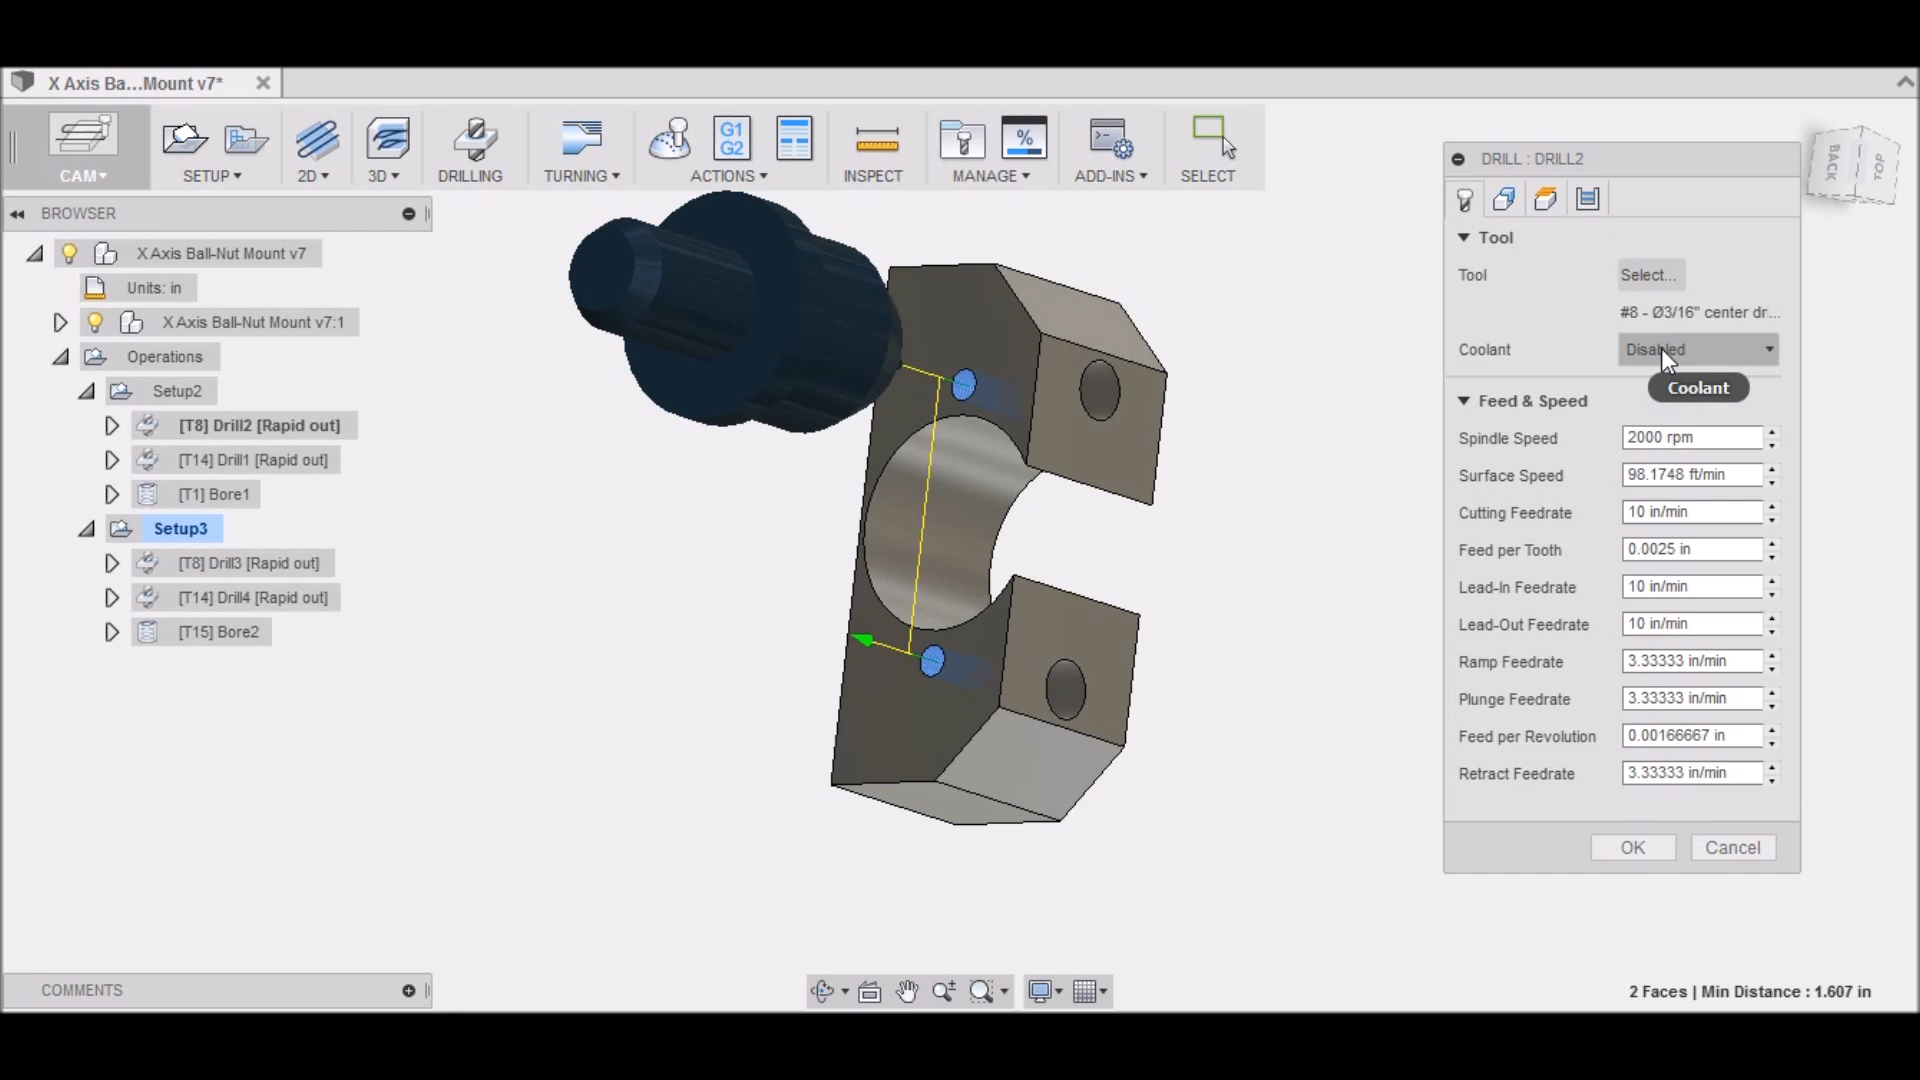 X Axis Ba...Mount v7*
CAM
SETUP
2D
3D
DRILLING
TURNING
G1
G2
ACTIONS
INSPECT
%
MANAGE
ADD-INS
SELECT
BACK
TOP
BROWSER
X Axis Ball-Nut Mount v7
Units: in
X Axis Ball-Nut Mount v7:1
Operations
Setup2
[T8] Drill2 [Rapid out]
[T14] Drill1 [Rapid out]
[T1] Bore1
Setup3
[T8] Drill3 [Rapid out]
[T14] Drill4 [Rapid out]
[T15] Bore2
DRILL : DRILL2
Tool
Tool Select...
#8 - Ø3/16" center dr...
Coolant Disabled
Coolant
Feed & Speed
Spindle Speed 2000 rpm
Surface Speed 98.1748 ft/min
Cutting Feedrate 10 in/min
Feed per Tooth 0.0025 in
Lead-In Feedrate 10 in/min
Lead-Out Feedrate 10 in/min
Ramp Feedrate 3.33333 in/min
Plunge Feedrate 3.33333 in/min
Feed per Revolution 0.00166667 in
Retract Feedrate 3.33333 in/min
OK Cancel
COMMENTS
2 Faces | Min Distance : 1.607 in